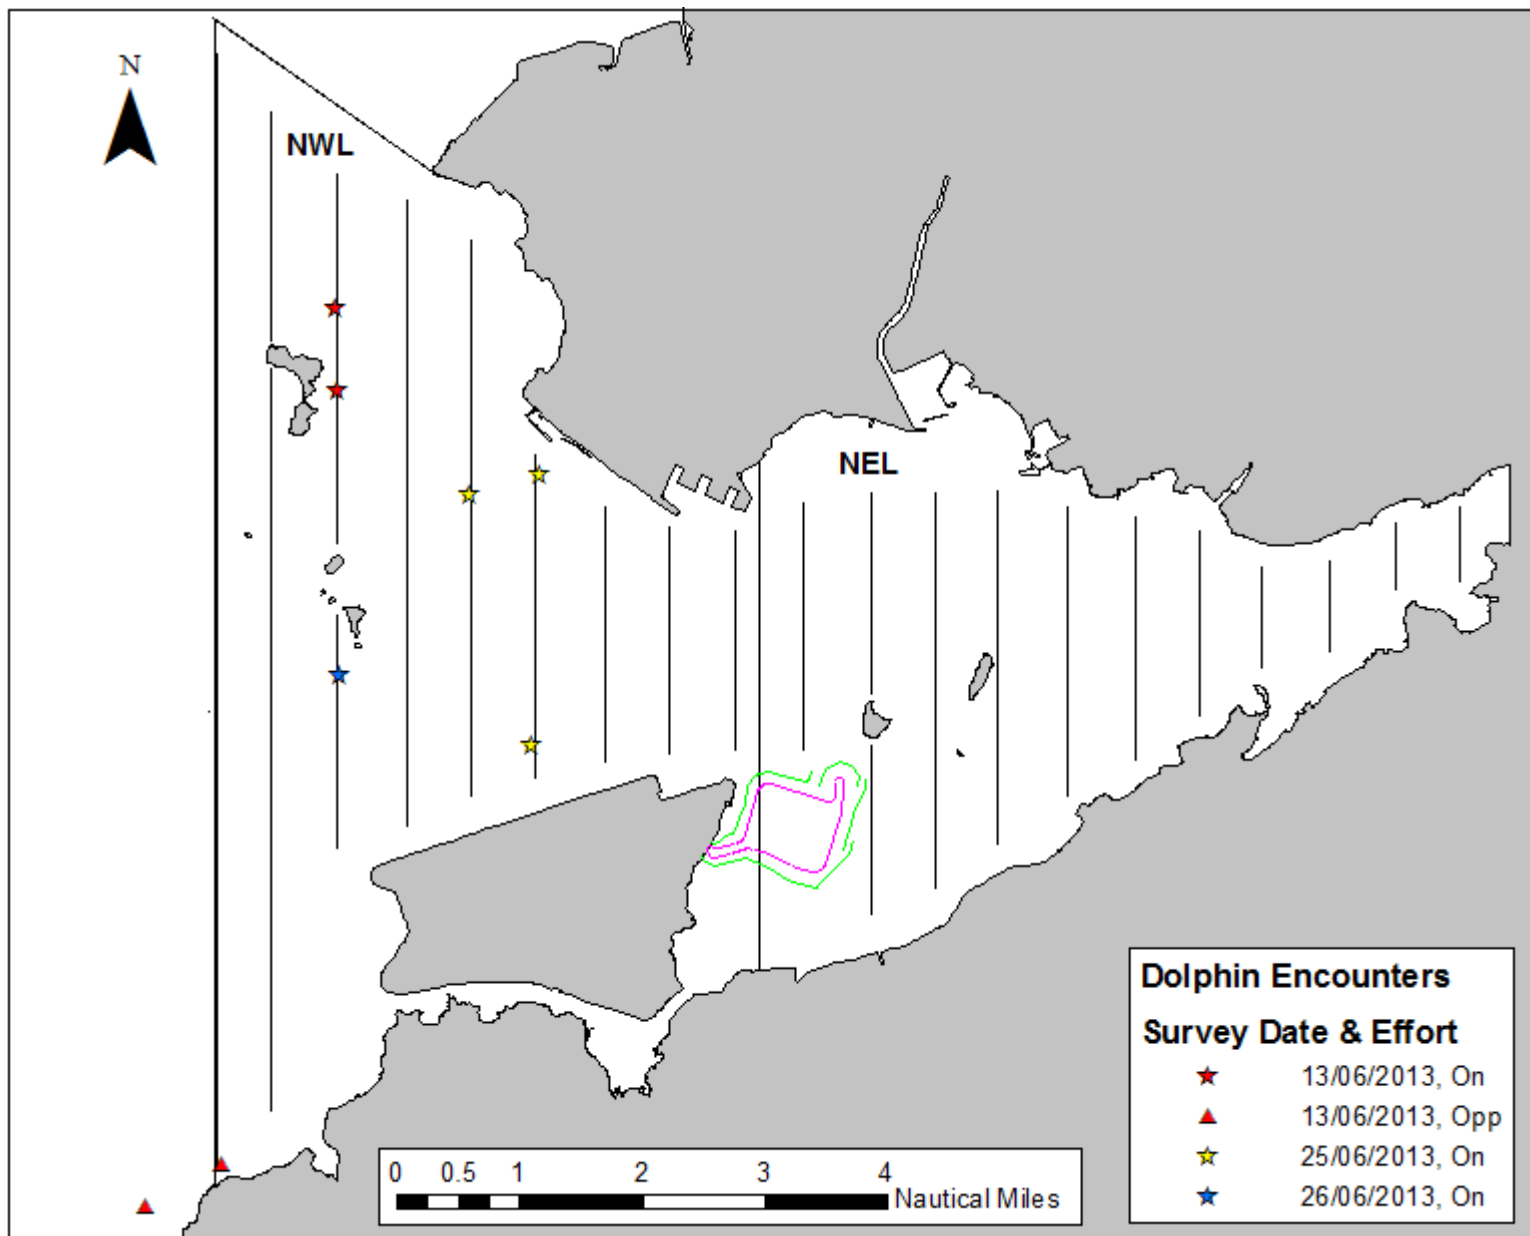 N
NWL
NEL
Dolphin Encounters
Survey Date & Effort
13/06/2013, On
13/06/2013, Opp
25/06/2013, On
26/06/2013, On
0 0.5 1 2 3 4
Nautical Miles